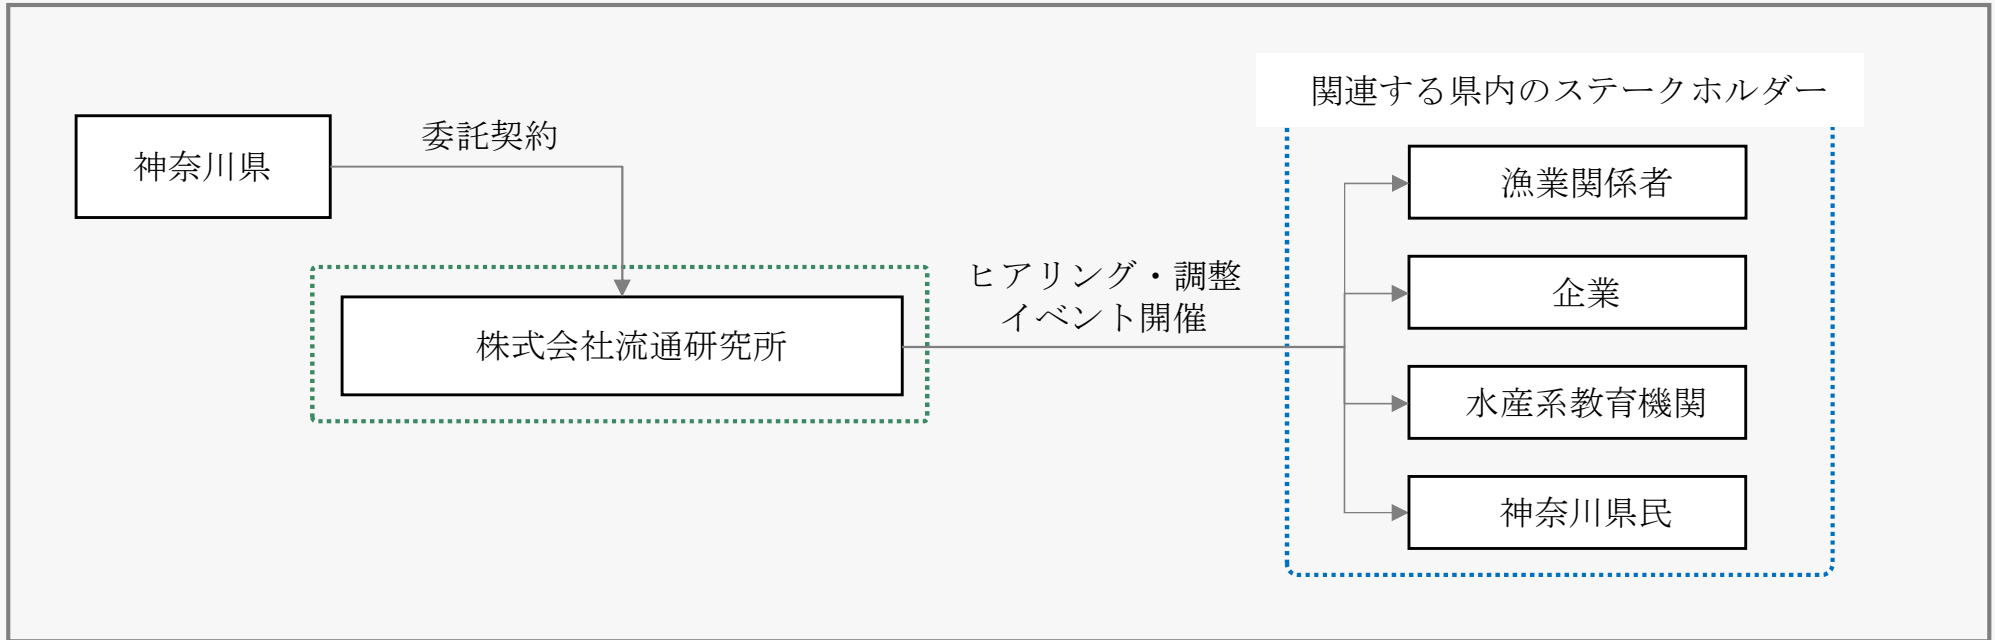 関連する県内のステークホルダー
神奈川県
委託契約
漁業関係者
ヒアリング・調整
イベント開催
企業
株式会社流通研究所
水産系教育機関
神奈川県民